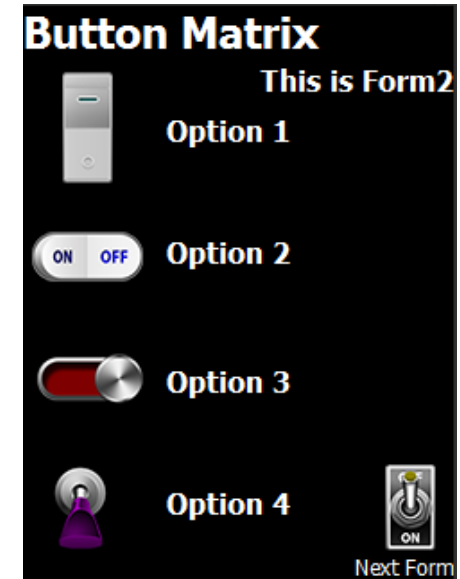 Button Matrix
This is Form2
Option 1
ON OFF
Option 2
Option 3
Option 4
ON
Next Form